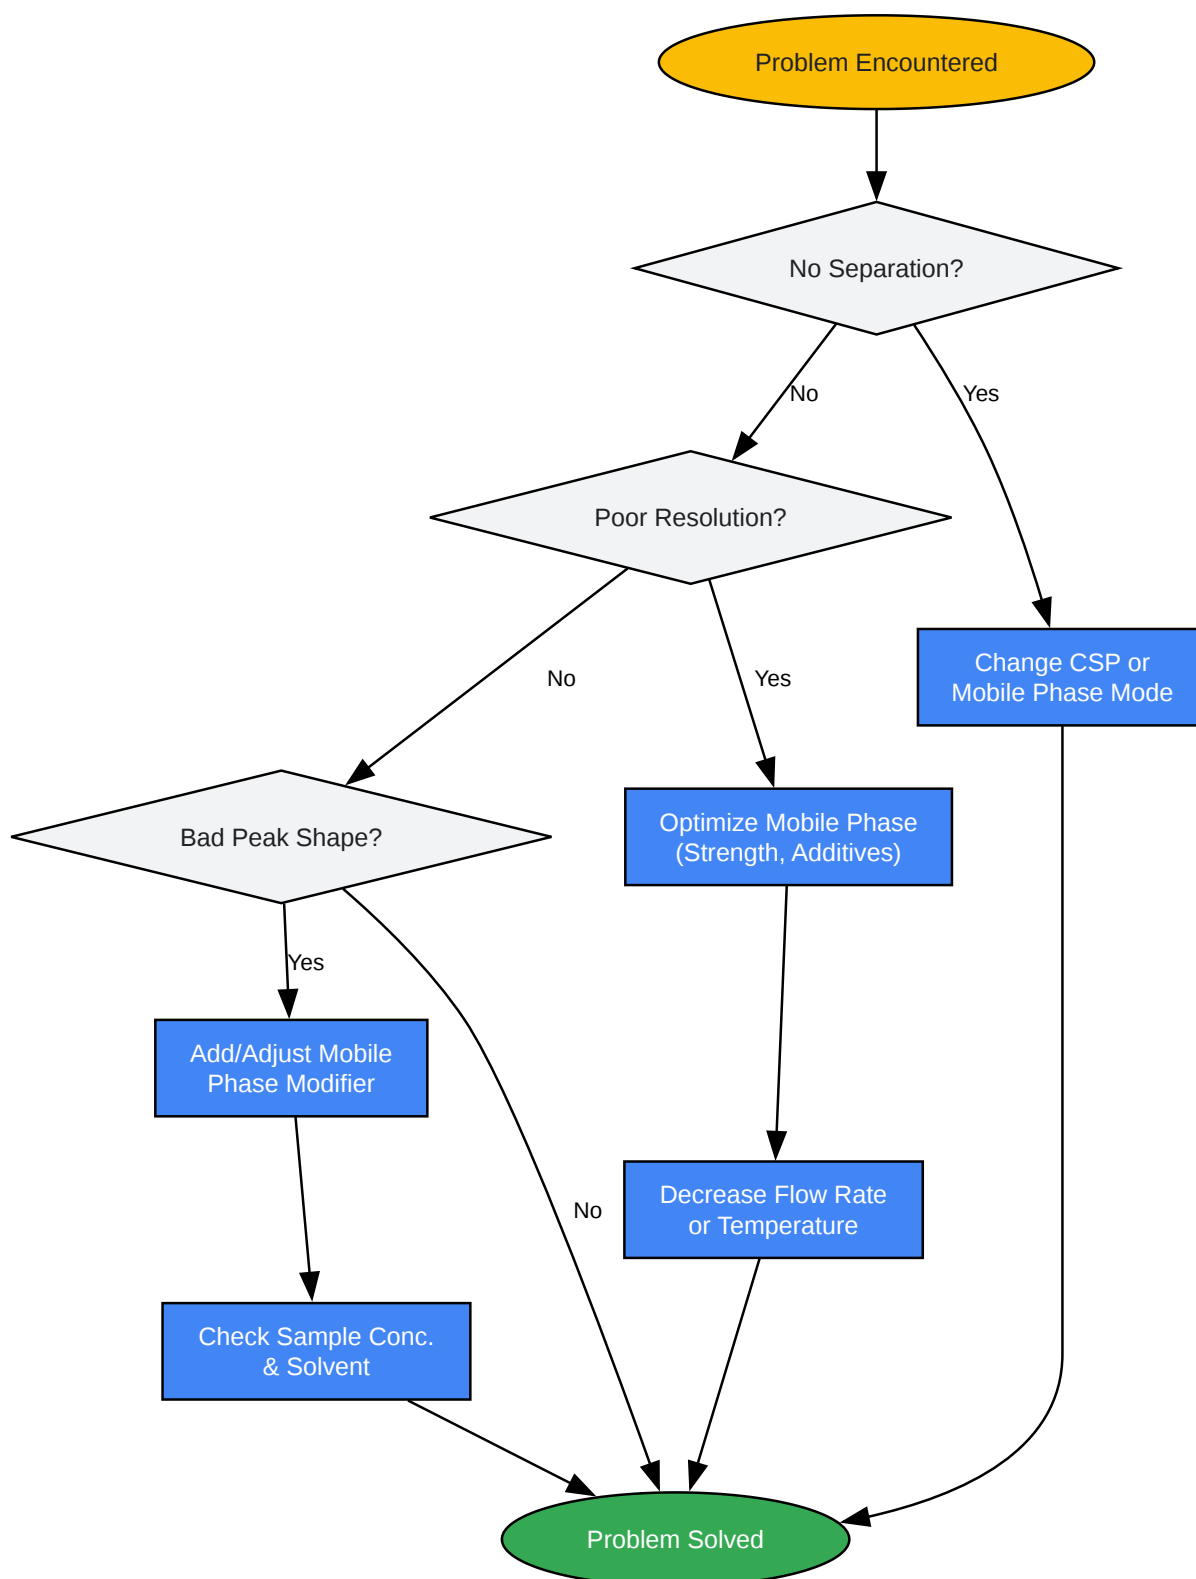 Problem Encountered
No Separation?
No
Yes
Poor Resolution?
No
Yes
Change CSP or
Mobile Phase Mode
Optimize Mobile Phase
(Strength, Additives)
Bad Peak Shape?
Yes
Add/Adjust Mobile
Phase Modifier
No
Decrease Flow Rate
or Temperature
Check Sample Conc.
& Solvent
Problem Solved